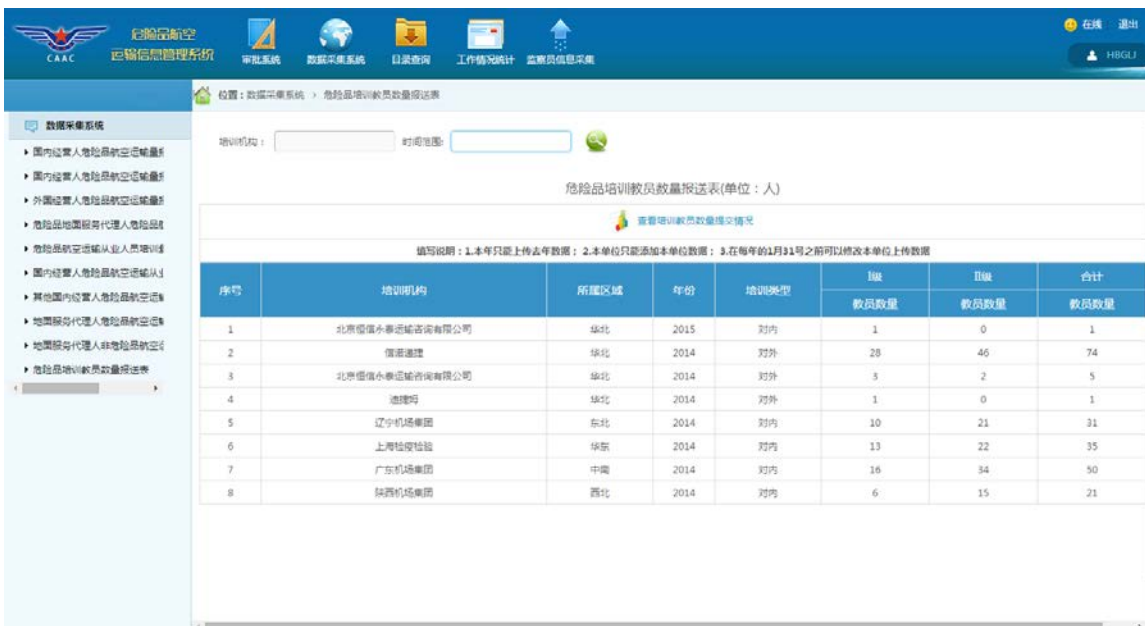 危险品航空
运输信息管理系统
CAAC
审批系统 数据采集系统 目录查询 工作情况统计 监察员信息采集
在线 退出
HBGLJ
位置：数据采集系统 › 危险品培训教员数量报送表
数据采集系统
国内经营人危险品航空运输量
国内经营人危险品航空运输量
外国经营人危险品航空运输量
危险品地面服务代理人危险品
危险品航空运输从业人员培训
国内经营人危险品航空运输从业
其他国内经营人危险品航空运输
地面服务代理人危险品航空运输
地面服务代理人非危险品航空
危险品培训教员数量报送表
培训机构： 时间范围:
危险品培训教员数量报送表(单位：人)
查看培训教员数量提交情况
填写说明：1.本年只能上传去年数据； 2.本单位只能添加本单位数据； 3.在每年的1月31号之前可以修改本单位上传数据
序号 培训机构 所属区域 年份 培训类型 I级 II级 合计
教员数量 教员数量 教员数量
1 北京恒信永泰运输咨询有限公司 华北 2015 对内 1 0 1
2 信诺通捷 华北 2014 对外 28 46 74
3 北京恒信永泰运输咨询有限公司 华北 2014 对外 3 2 5
4 迪捷姆 华北 2014 对外 1 0 1
5 辽宁机场集团 东北 2014 对内 10 21 31
6 上海检疫检验 华东 2014 对内 13 22 35
7 广东机场集团 中南 2014 对内 16 34 50
8 陕西机场集团 西北 2014 对内 6 15 21